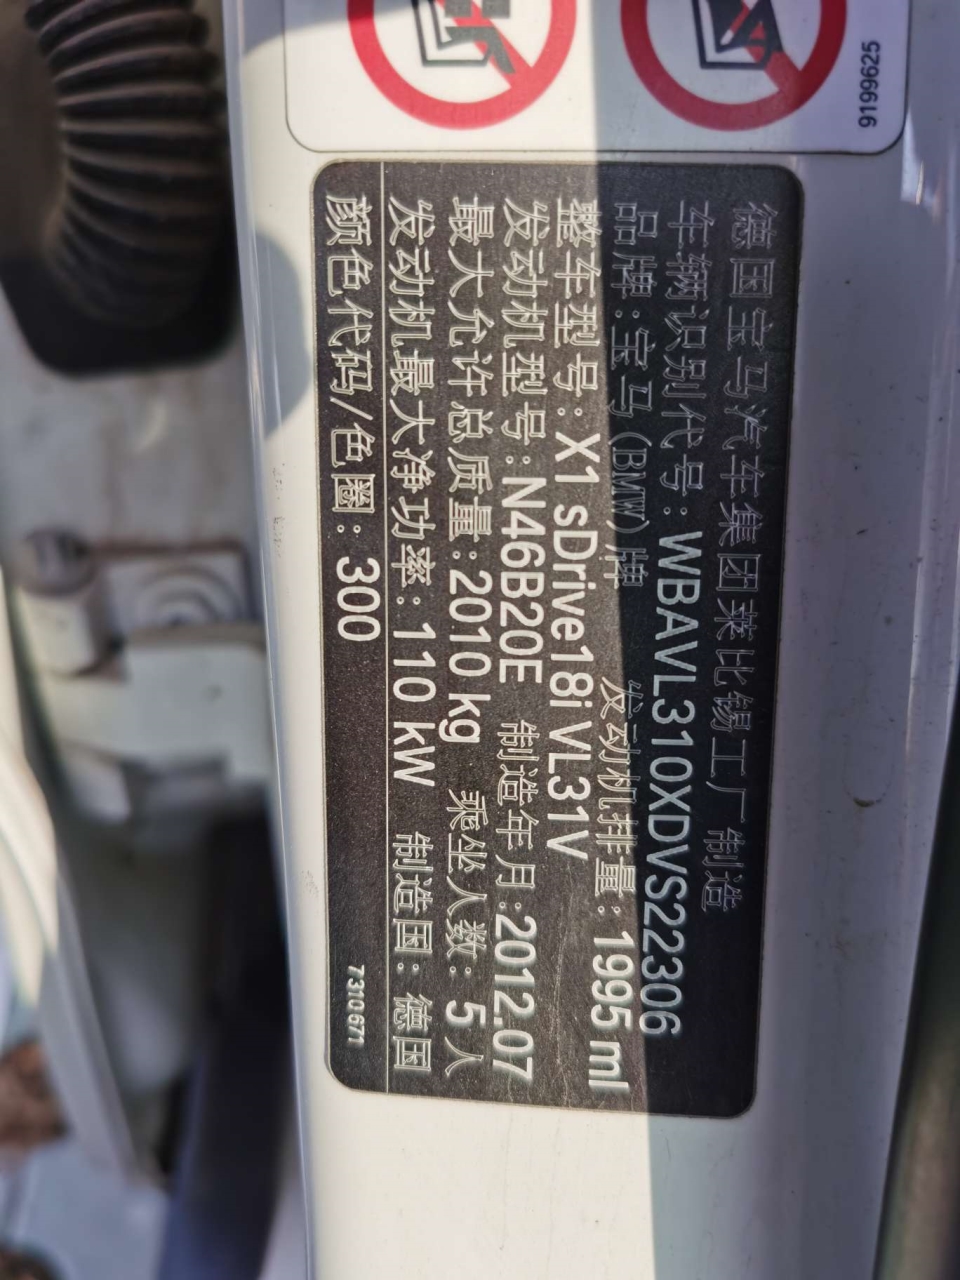 9199625
德国宝马汽车集团莱比锡工厂制造
车辆识别代号：WBAVL310XDVS22306
品牌：宝马(BMW)牌 发动机排量：1995 ml
整车型号：X1 sDrive18i VL31V
发动机型号：N46B20E 制造年月：2012.07
最大允许总质量：2010 kg 乘坐人数：5人
发动机最大净功率：110 kW 制造国：德国
颜色代码/色圈：300
7310671